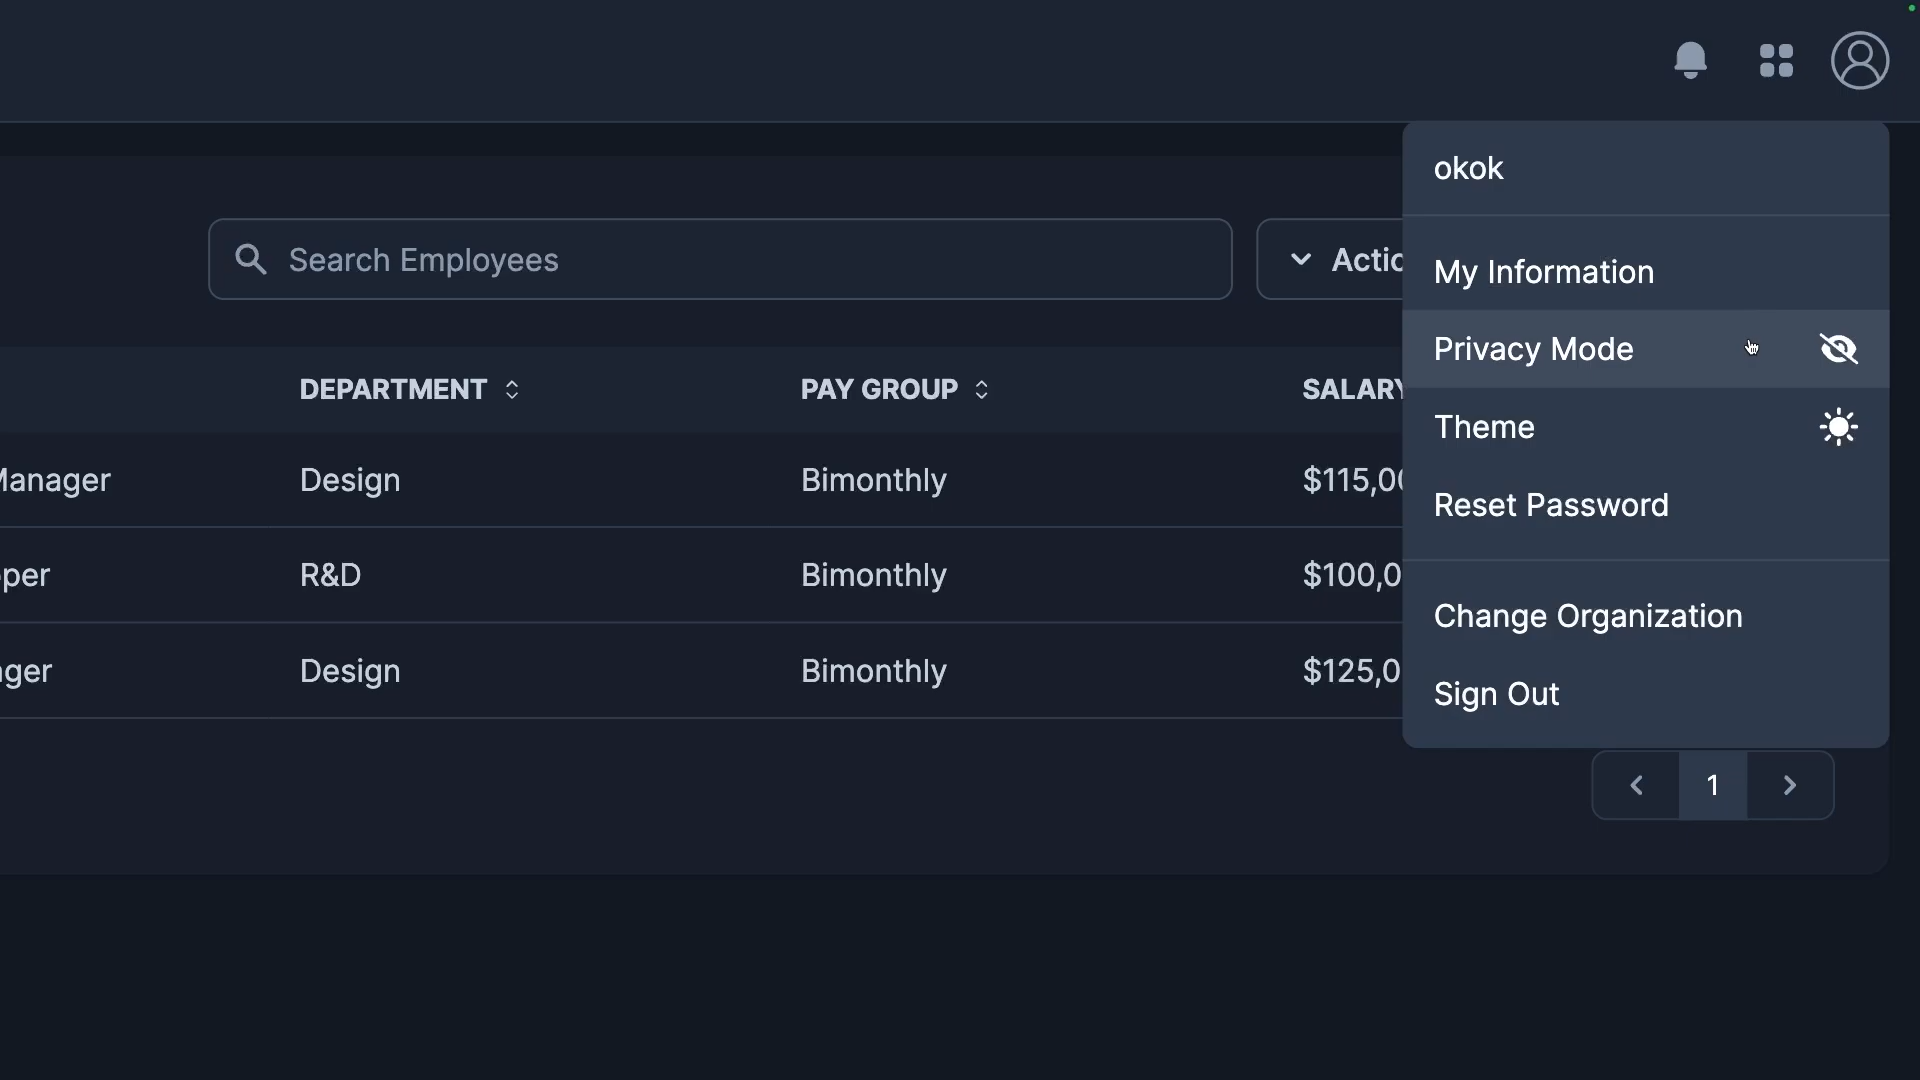 okok
Search Employees
Actio
My Information
Privacy Mode
DEPARTMENT
PAY GROUP
SALARY
Theme
Manager
Design
Bimonthly
$115,00
Reset Password
per
R&D
Bimonthly
$100,0
Change Organization
ger
Design
Bimonthly
$125,0
Sign Out
1